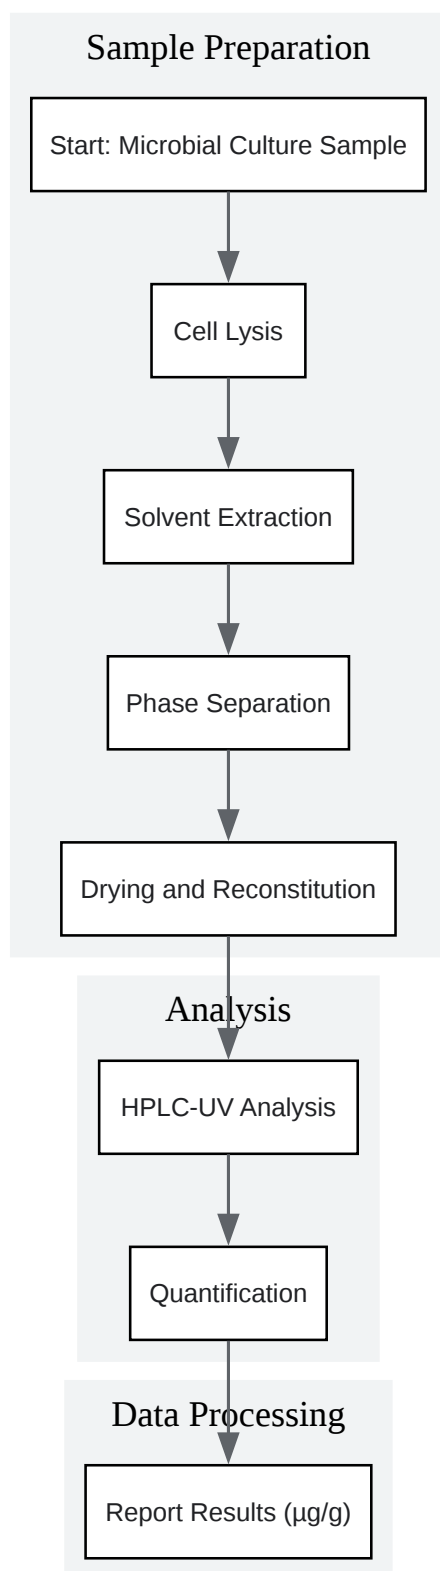 Sample Preparation
Start: Microbial Culture Sample
Cell Lysis
Solvent Extraction
Phase Separation
Drying and Reconstitution
Analysis
HPLC-UV Analysis
Quantification
Data Processing
Report Results (µg/g)